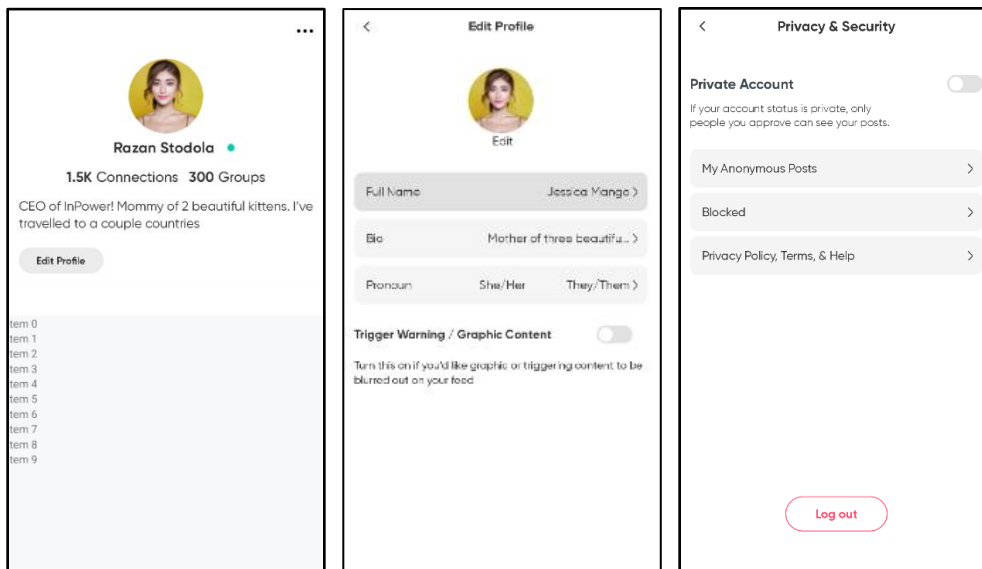 Razan Stodola
1.5K Connections 300 Groups
CEO of InPower! Mommy of 2 beautiful kittens. I've
travelled to a couple countries
Edit Profile
tem 0
tem 1
tem 2
tem 3
tem 4
tem 5
tem 6
tem 7
tem 8
tem 9
Edit Profile
Edit
Full Name Jessica Mango
Bio Mother of three beautifu...
Pronoun She/Her They/Them
Trigger Warning / Graphic Content
Turn this on if you'd like graphic or triggering content to be
blurred out on your feed
Privacy & Security
Private Account
If your account status is private, only
people you approve can see your posts.
My Anonymous Posts
Blocked
Privacy Policy, Terms, & Help
Log out